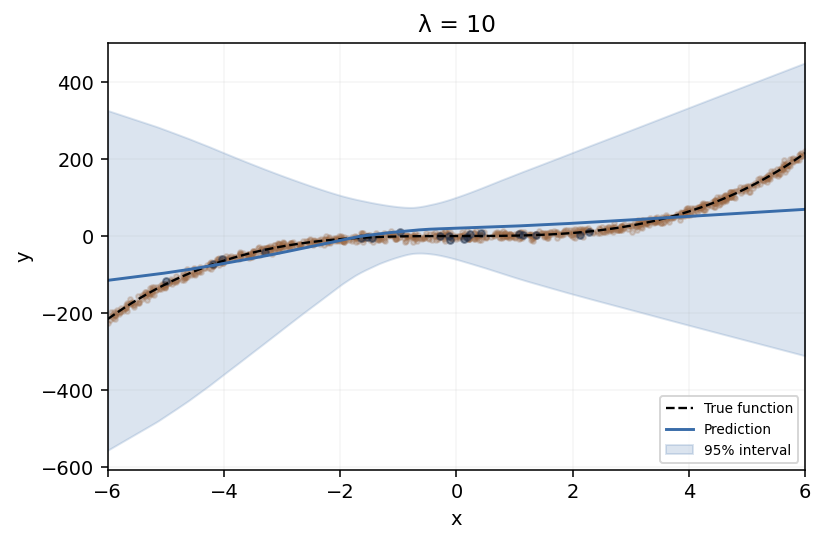 λ = 10
400
200
0
−200
−400
−600
y
−6 −4 −2 0 2 4 6
x
True function
Prediction
95% interval